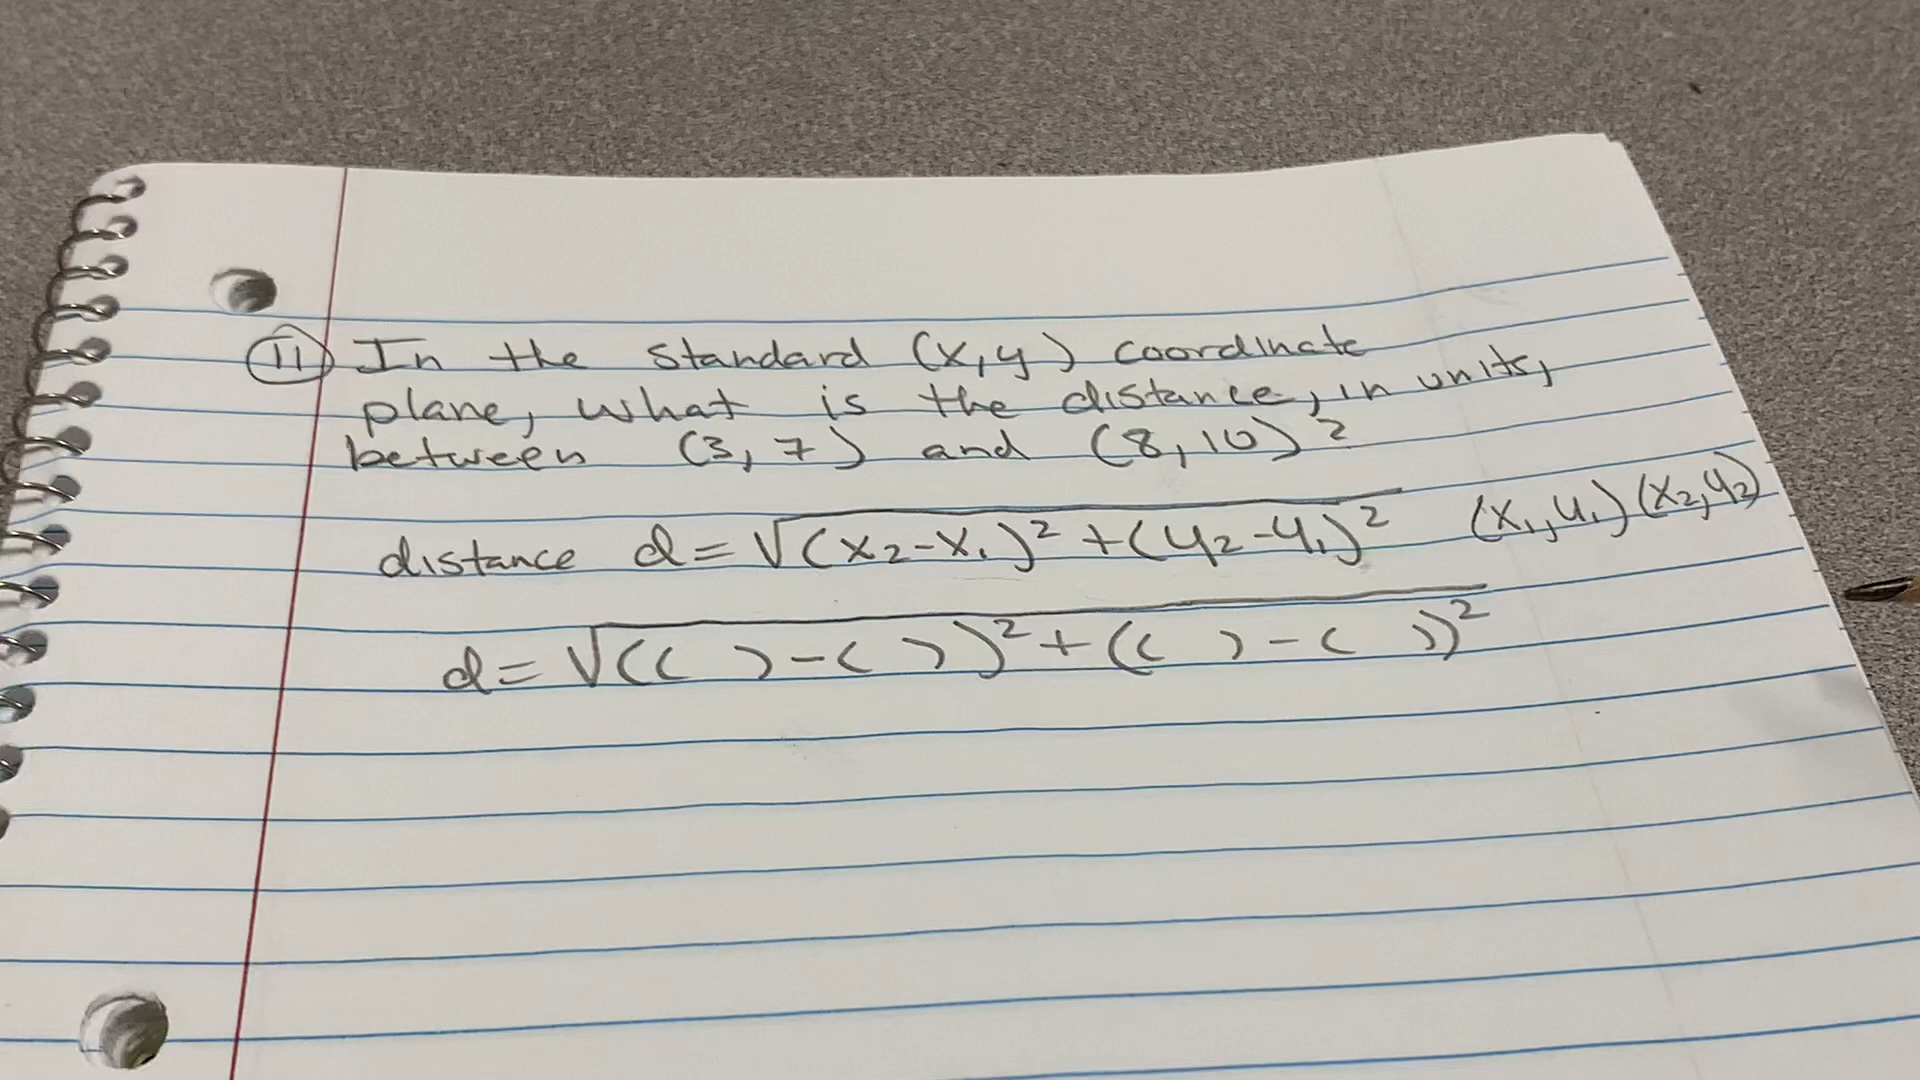 11 In the standard (x,y) coordinate
plane, what is the distance, in units,
between (3,7) and (8,10)?
distance d=√(x₂-x₁)²+(y₂-y₁)² (x₁,y₁)(x₂,y₂)
d=√(( )-( ))²+(( )-( ))²